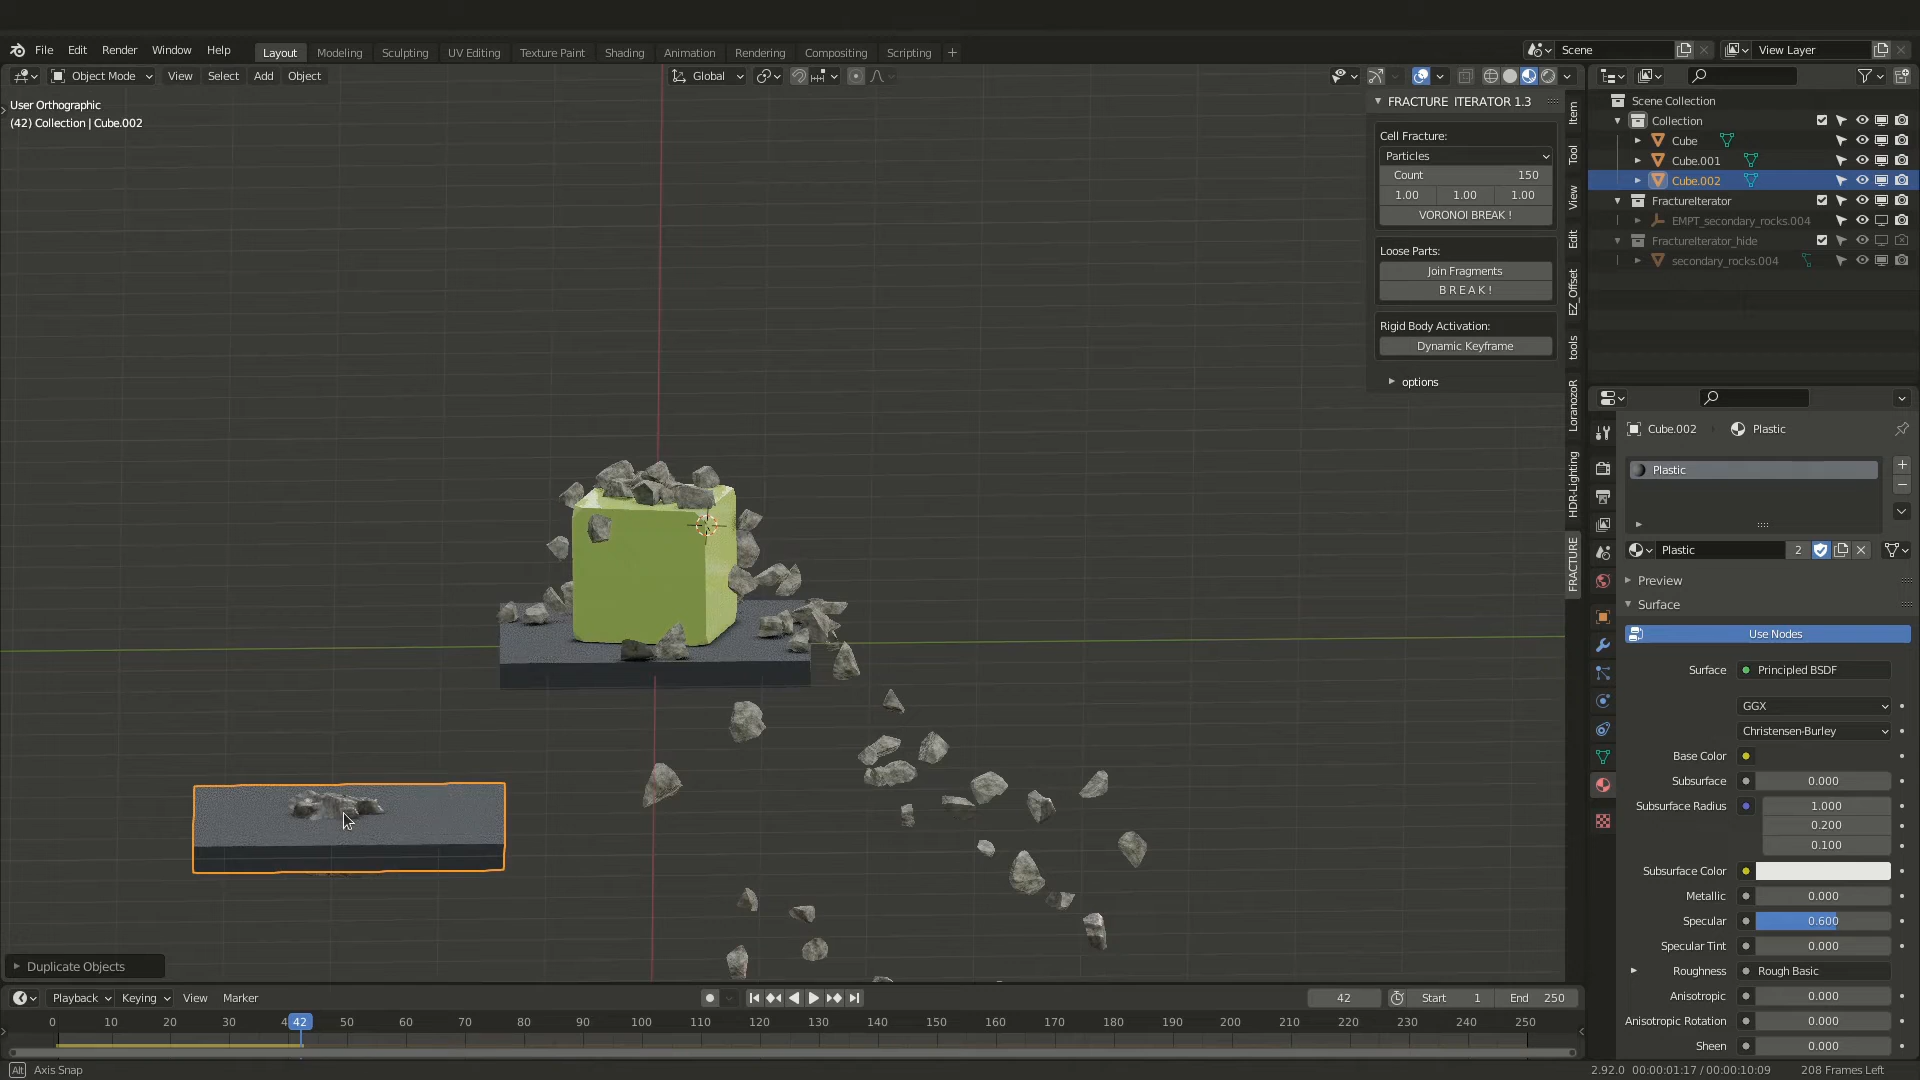 File Edit Render Window Help Layout Modeling Sculpting UV Editing Texture Paint Shading Animation Rendering Compositing Scripting + Scene View Layer
Object Mode View Select Add Object Global
User Orthographic
(42) Collection | Cube.002
FRACTURE ITERATOR 1.3
Cell Fracture:
Particles
Count 150
1.00 1.00 1.00
VORONOI BREAK !
Loose Parts:
Join Fragments
B R E A K !
Rigid Body Activation:
Dynamic Keyframe
options
Item
Tool
View
Edit
EZ_Offset
tools
LoranozoR
HDR-Lighting
FRACTURE
Scene Collection
Collection
Cube
Cube.001
Cube.002
FractureIterator
EMPT_secondary_rocks.004
FractureIterator_hide
secondary_rocks.004
Cube.002 Plastic
Plastic
Plastic 2
Preview
Surface
Use Nodes
Surface Principled BSDF
GGX
Christensen-Burley
Base Color
Subsurface 0.000
Subsurface Radius 1.000
0.200
0.100
Subsurface Color
Metallic 0.000
Specular 0.600
Specular Tint 0.000
Roughness Rough Basic
Anisotropic 0.000
Anisotropic Rotation 0.000
Sheen 0.000
Duplicate Objects
Playback Keying View Marker 42 Start 1 End 250
0 10 20 30 42 50 60 70 80 90 100 110 120 130 140 150 160 170 180 190 200 210 220 230 240 250
Alt Axis Snap 2.92.0 00:00:01:17 / 00:00:10:09 208 Frames Left